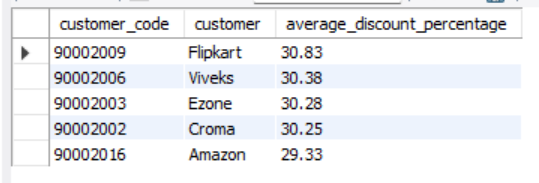 customer_code customer average_discount_percentage
90002009 Flipkart 30.83
90002006 Viveks 30.38
90002003 Ezone 30.28
90002002 Croma 30.25
90002016 Amazon 29.33